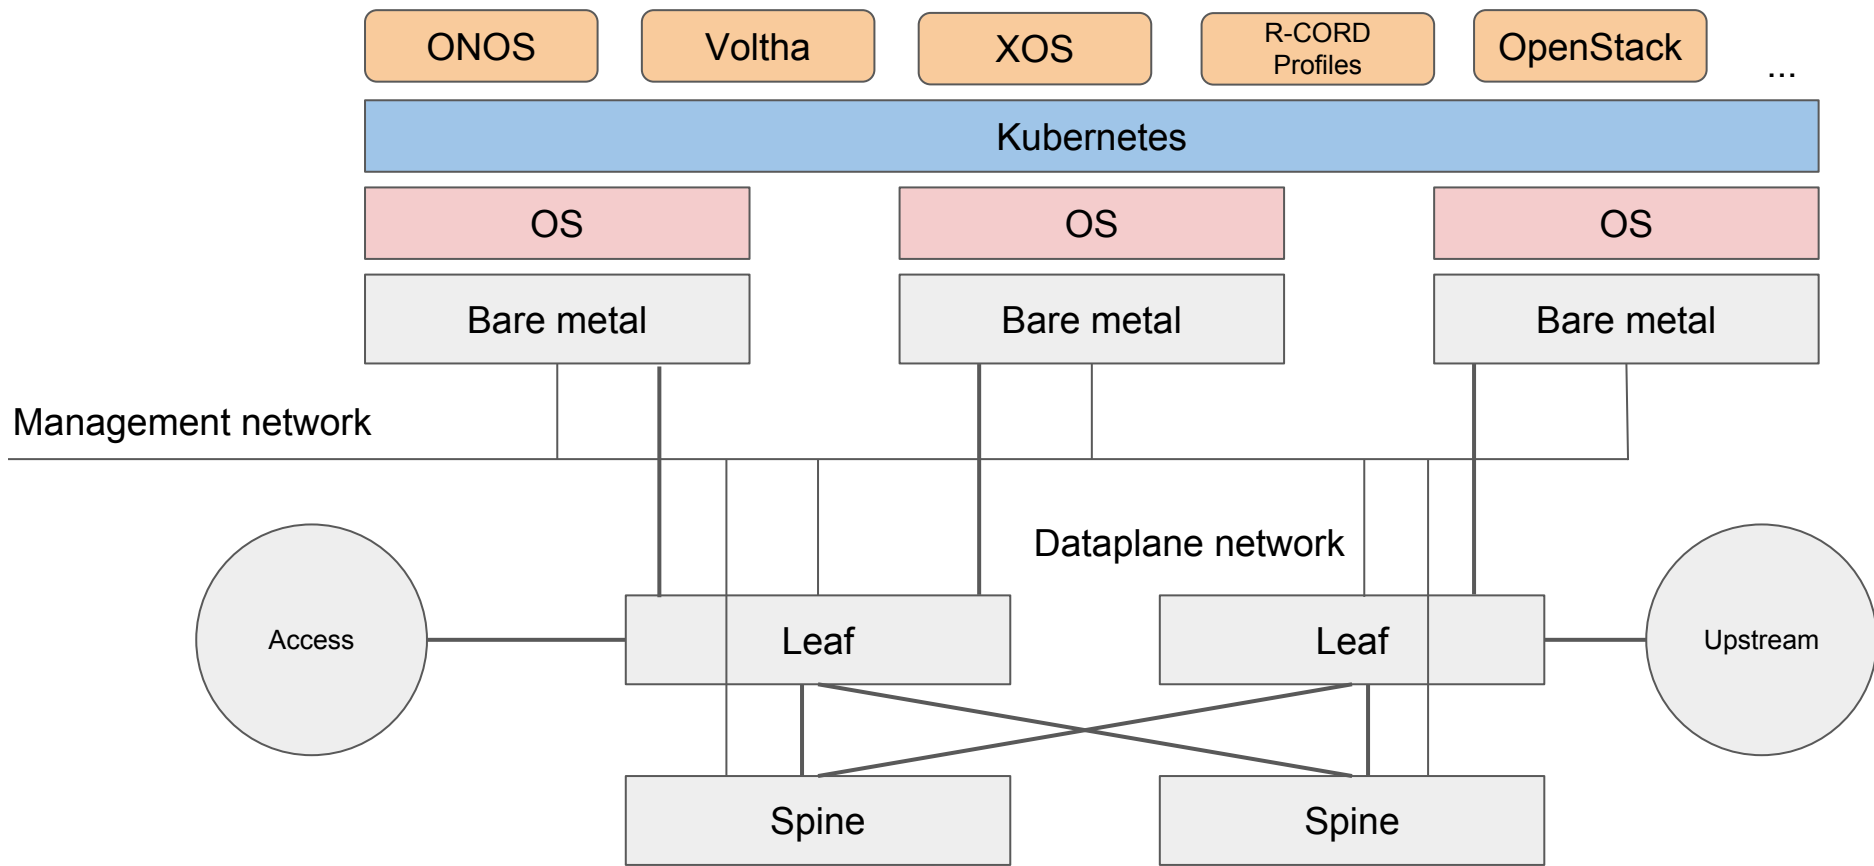 ONOS
Voltha
XOS
R-CORD
Profiles
OpenStack
...
Kubernetes
OS
OS
OS
Bare metal
Bare metal
Bare metal
Management network
Dataplane network
Access
Leaf
Leaf
Upstream
Spine
Spine